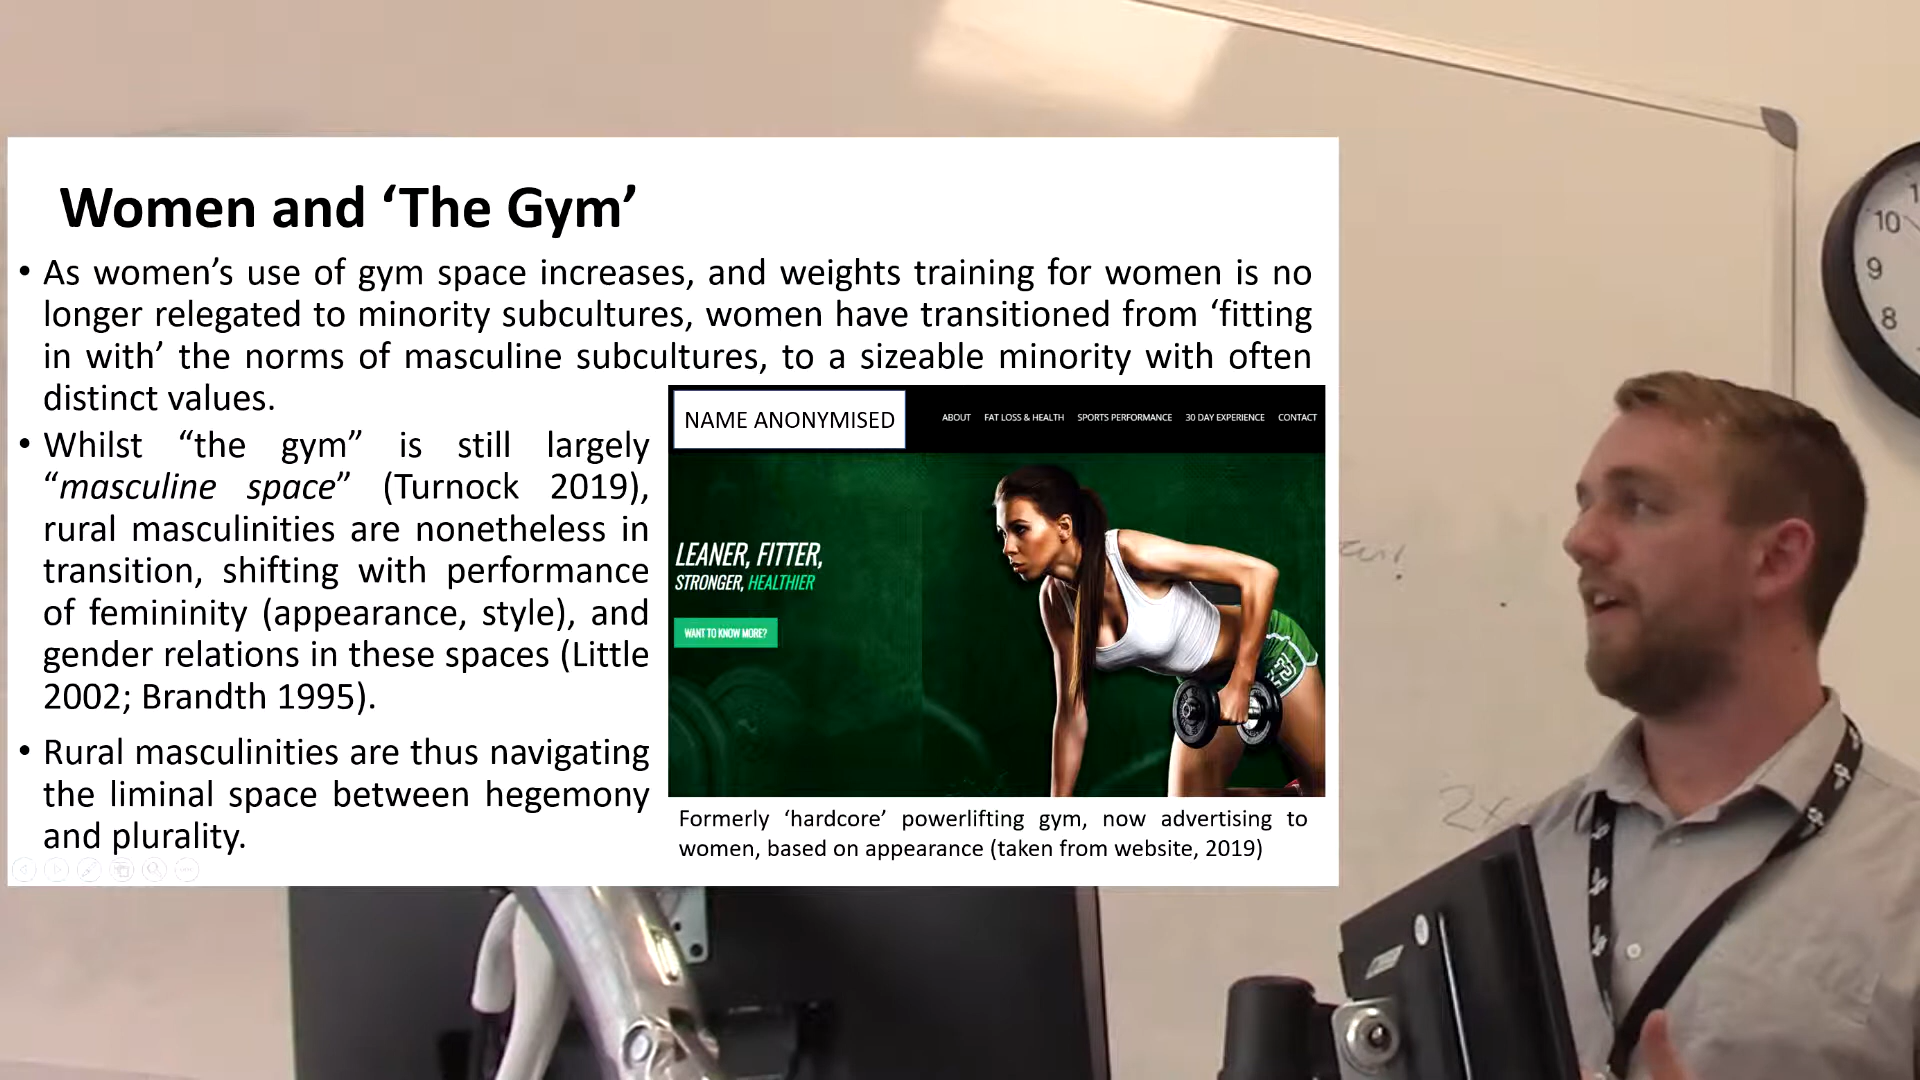 Women and ‘The Gym’
• As women’s use of gym space increases, and weights training for women is no
longer relegated to minority subcultures, women have transitioned from ‘fitting
in with’ the norms of masculine subcultures, to a sizeable minority with often
distinct values.
• Whilst “the gym” is still largely
“masculine space” (Turnock 2019),
rural masculinities are nonetheless in
transition, shifting with performance
of femininity (appearance, style), and
gender relations in these spaces (Little
2002; Brandth 1995).
• Rural masculinities are thus navigating
the liminal space between hegemony
and plurality.
NAME ANONYMISED
ABOUT FAT LOSS & HEALTH SPORTS PERFORMANCE 30 DAY EXPERIENCE CONTACT
LEANER, FITTER,
STRONGER, HEALTHIER
WANT TO KNOW MORE?
Formerly ‘hardcore’ powerlifting gym, now advertising to
women, based on appearance (taken from website, 2019)
10
9
8